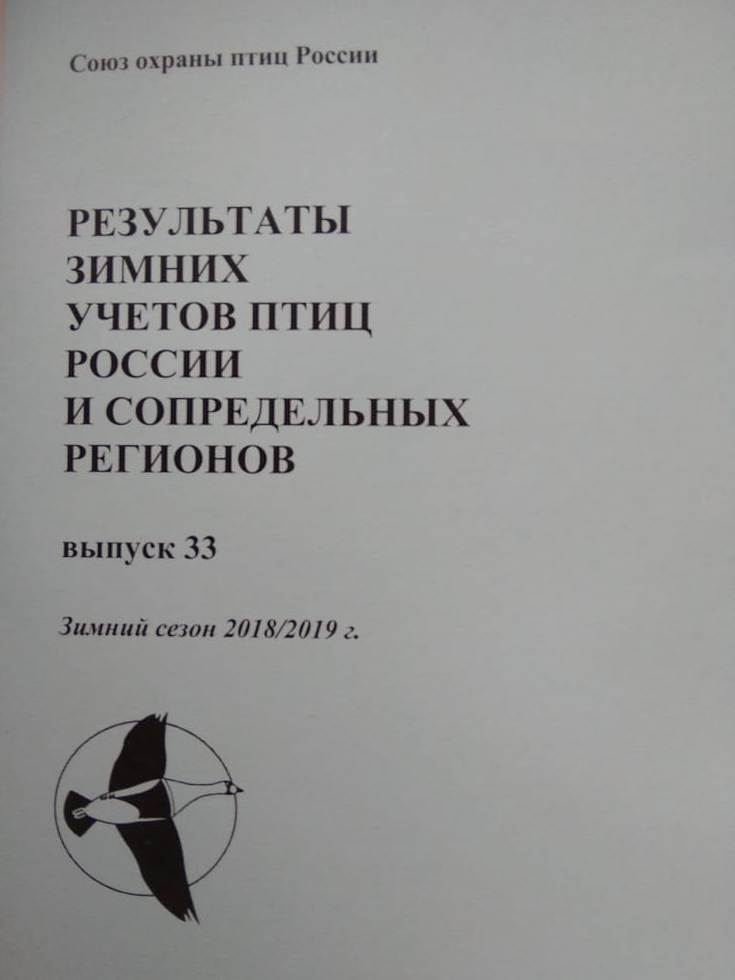 Союз охраны птиц России
РЕЗУЛЬТАТЫ
ЗИМНИХ
УЧЕТОВ ПТИЦ
РОССИИ
И СОПРЕДЕЛЬНЫХ
РЕГИОНОВ
выпуск 33
Зимний сезон 2018/2019 г.